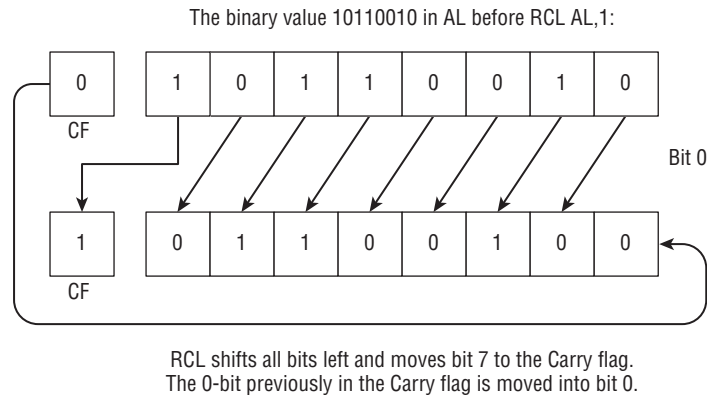 The binary value 10110010 in AL before RCL AL,1:
0 1 0 1 1 0 0 1 0
CF
Bit 0
1 0 1 1 0 0 1 0 0
CF
RCL shifts all bits left and moves bit 7 to the Carry flag.
The 0-bit previously in the Carry flag is moved into bit 0.